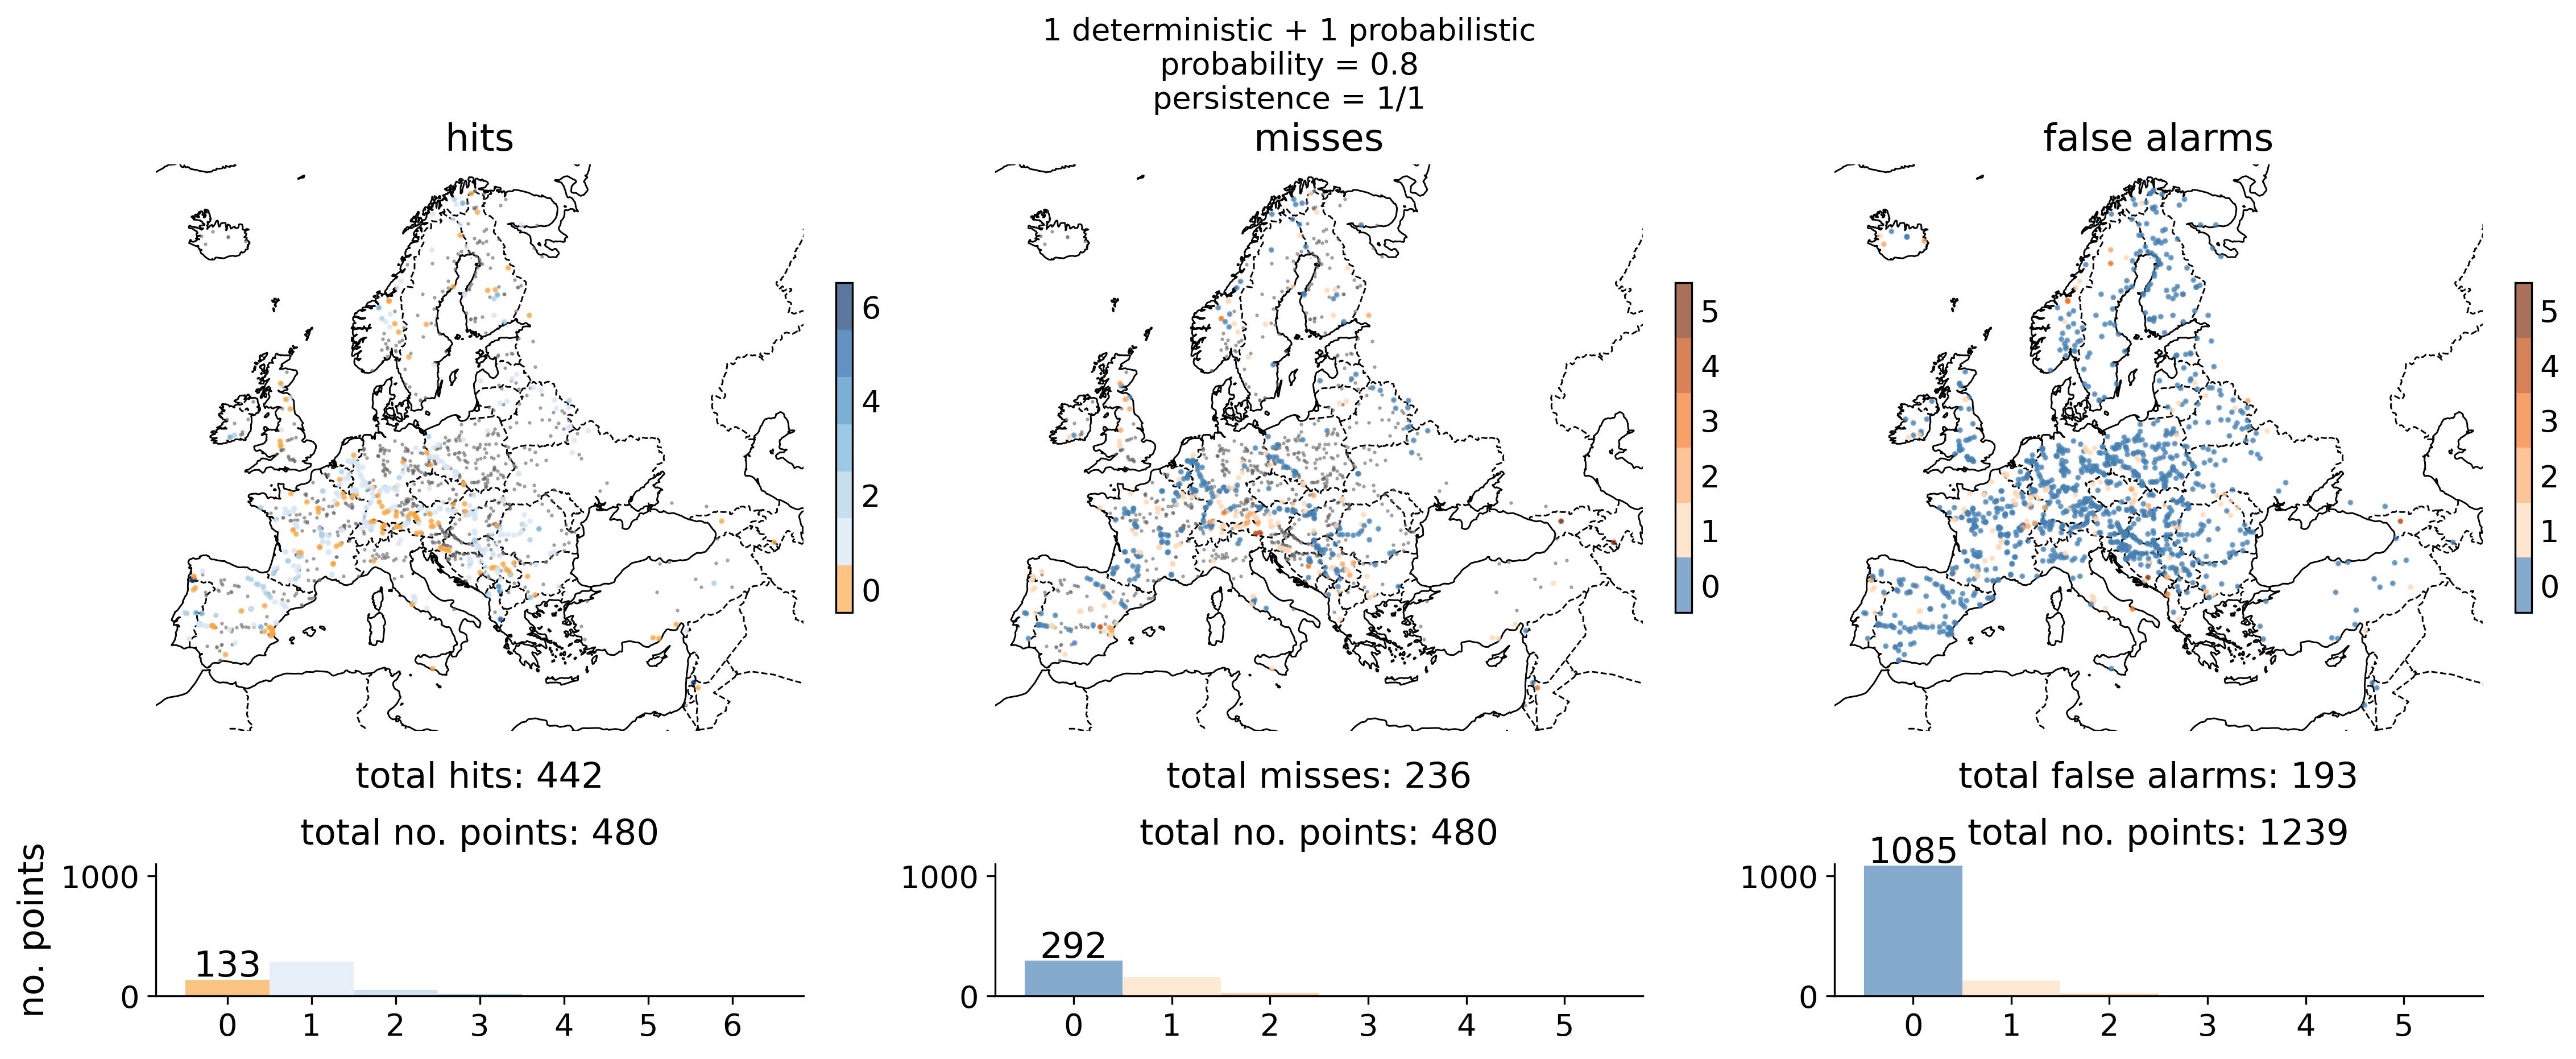 1 deterministic + 1 probabilistic
probability = 0.8
persistence = 1/1
hits
misses
false alarms
6
4
2
0
5
4
3
2
1
0
5
4
3
2
1
0
total hits: 442
total misses: 236
total false alarms: 193
total no. points: 480
total no. points: 480
total no. points: 1239
no. points
1000
0
133
0 1 2 3 4 5 6
1000
0
292
0 1 2 3 4 5
1000
0
1085
0 1 2 3 4 5